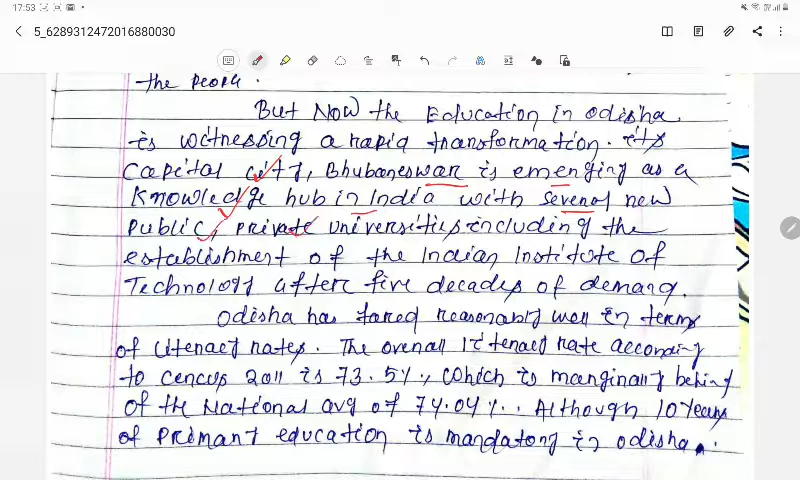 17:53
5_6289312472016880030
the people.
But Now the Education in odisha
is witnessing a rapid transformation. its
Capital city, Bhubaneswar is emerging as a
Knowledge hub in India with several new
public, private universities including the
establishment of the Indian Institute of
Technology after five decades of demand.
Odisha has fared reasonably well in terms
of literacy rates. The overall literacy rate according
to census 2011 is 73.5%, which is marginally behind
of the National avg of 74.04%. Although 10 years
of primary education is mandatory in odisha.